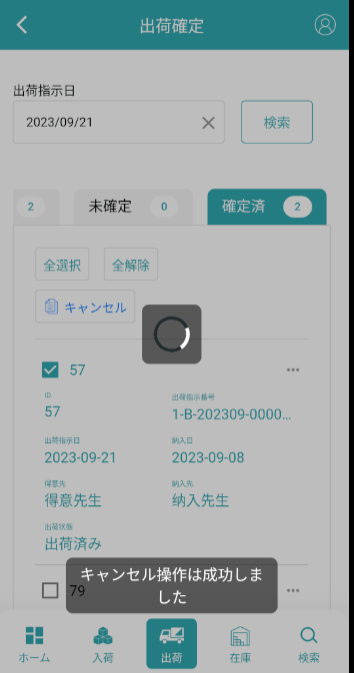 出荷確定
出荷指示日
2023/09/21
検索
2
未確定 0
確定済 2
全選択 全解除
キャンセル
57
ID
57
出荷指示番号
1-B-202309-0000...
出荷指示日
2023-09-21
納入日
2023-09-08
得意先
得意先生
納入先
納入先生
出荷状態
出荷済み
79
キャンセル操作は成功しま
した
ホーム 入荷 出荷 在庫 検索